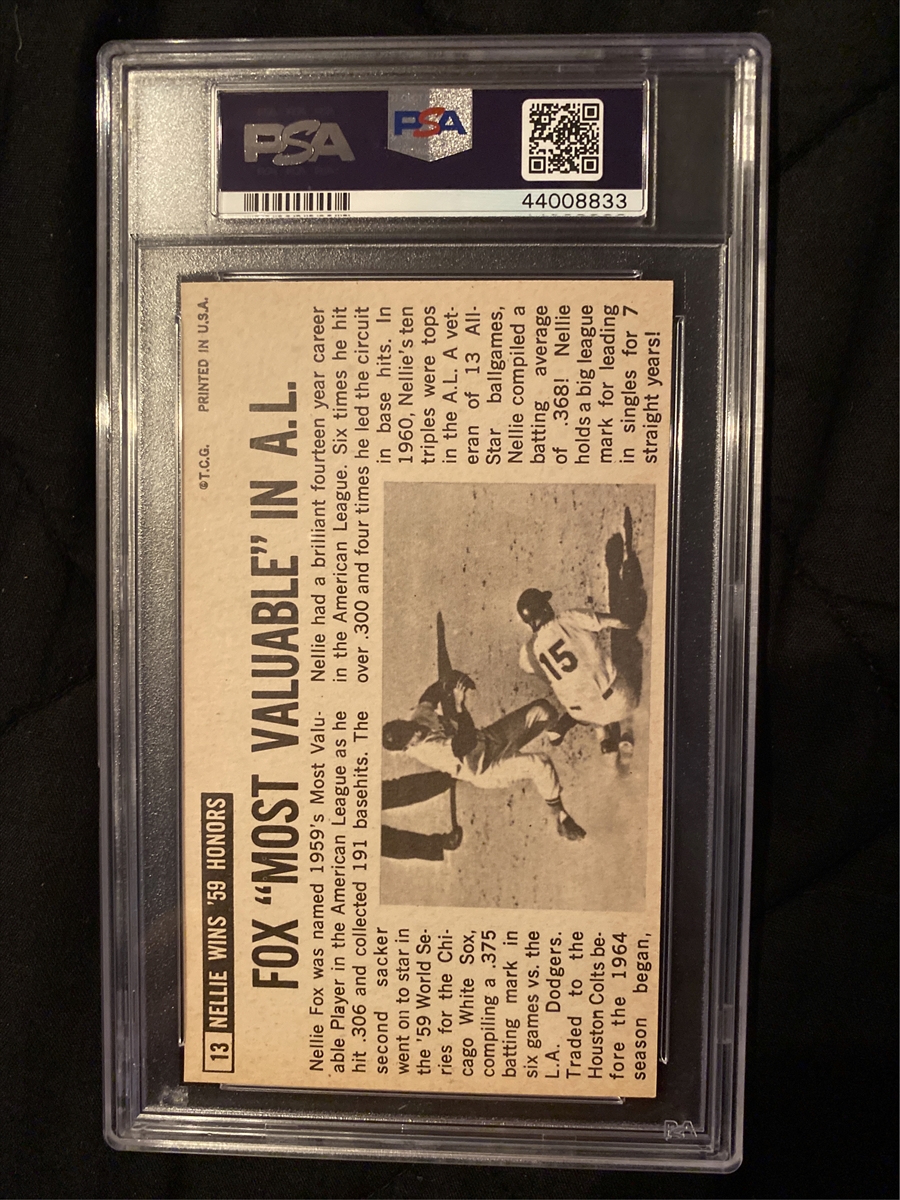 PSA
PSA
44008833
©T.C.G. PRINTED IN U.S.A.
13 NELLIE WINS '59 HONORS
FOX “MOST VALUABLE” IN A.L.
Nellie Fox was named 1959's Most Valu-
able Player in the American League as he
hit .306 and collected 191 basehits. The
second sacker
went on to star in
the '59 World Se-
ries for the Chi-
cago White Sox,
compiling a .375
batting mark in
six games vs. the
L.A. Dodgers.
Traded to the
Houston Colts be-
fore the 1964
season began,
Nellie had a brilliant fourteen year career
in the American League. Six times he hit
over .300 and four times he led the circuit
in base hits. In
1960, Nellie's ten
triples were tops
in the A.L. A vet-
eran of 13 All-
Star ballgames,
Nellie compiled a
batting average
of .368! Nellie
holds a big league
mark for leading
in singles for 7
straight years!
15
PSA